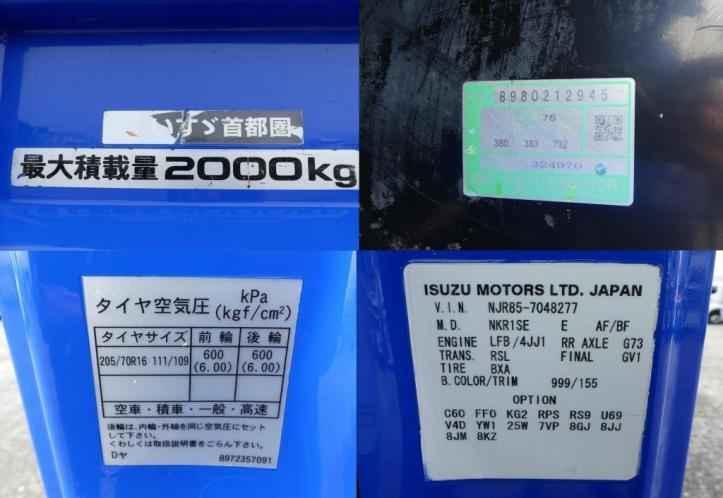 いすゞ首都圏
最大積載量 2000kg
8980212945
76
380 383 792
324970
タイヤ空気圧 kPa (kgf/cm²)
タイヤサイズ 前輪 後輪
205/70R16 111/109 600 (6.00) 600 (6.00)
空車・積車・一般・高速
後輪は、内輪・外輪を同じ空気圧にセット
して下さい。
くわしくは取扱説明書をごらん下さい。
Dヤ 8972357091
ISUZU MOTORS LTD. JAPAN
V.I.N. NJR85-7048277
M.D. NKR1SE E AF/BF
ENGINE LFB/4JJ1 RR AXLE G73
TRANS. RSL FINAL GV1
TIRE BXA
B.COLOR/TRIM 999/155
OPTION
C60 FF0 KG2 RPS RS9 U69
V4D YW1 25W 7VP 8GJ 8JJ
8JM 8KZ